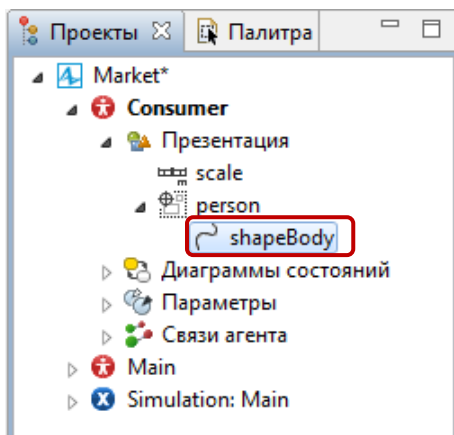 Проекты Палитра
Market*
Consumer
Презентация
scale
person
shapeBody
Диаграммы состояний
Параметры
Связи агента
Main
Simulation: Main